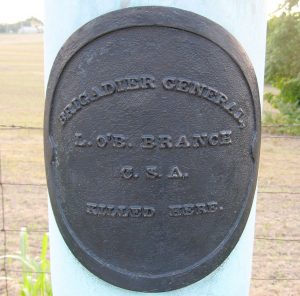 BRIGADIER GENERAL,
L. O'B. BRANCH
C. S. A.
KILLED HERE.